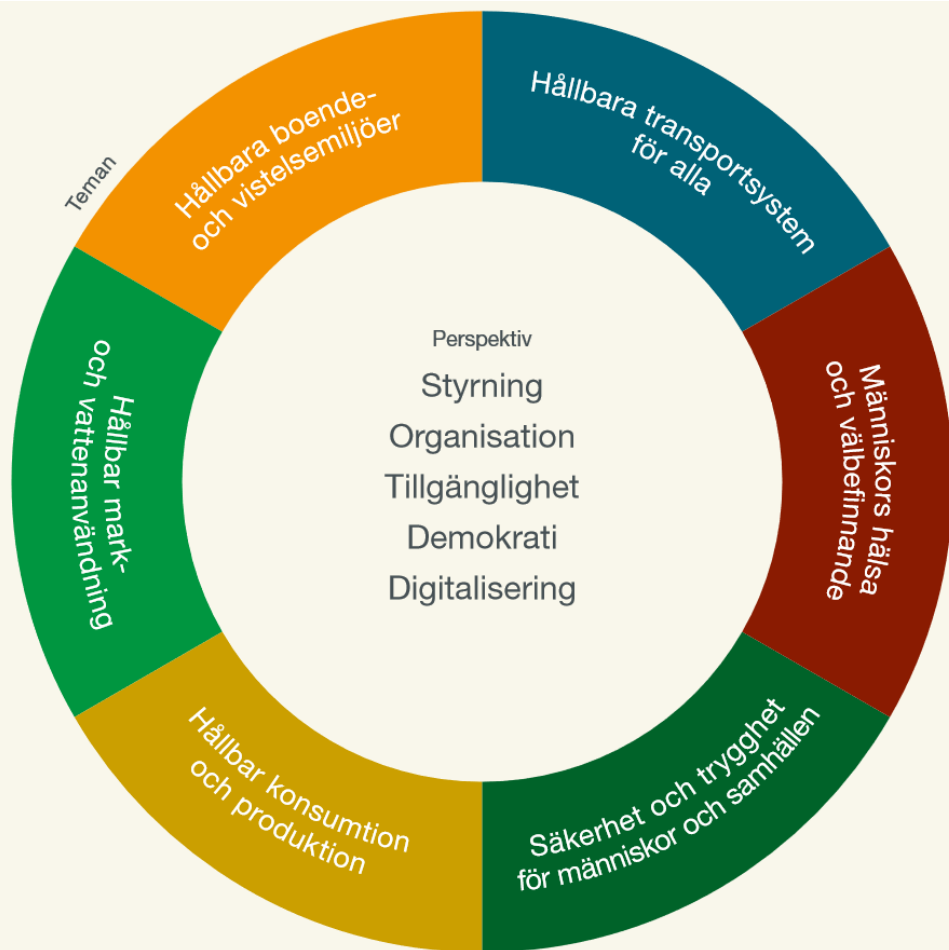 Teman
Hållbara boende-
och vistelsemiljöer
Hållbara transportsystem
för alla
Människors hälsa
och välbefinnande
Säkerhet och trygghet
för människor och samhällen
Hållbar konsumtion
och produktion
Hållbar mark-
och vattenanvändning
Perspektiv
Styrning
Organisation
Tillgänglighet
Demokrati
Digitalisering